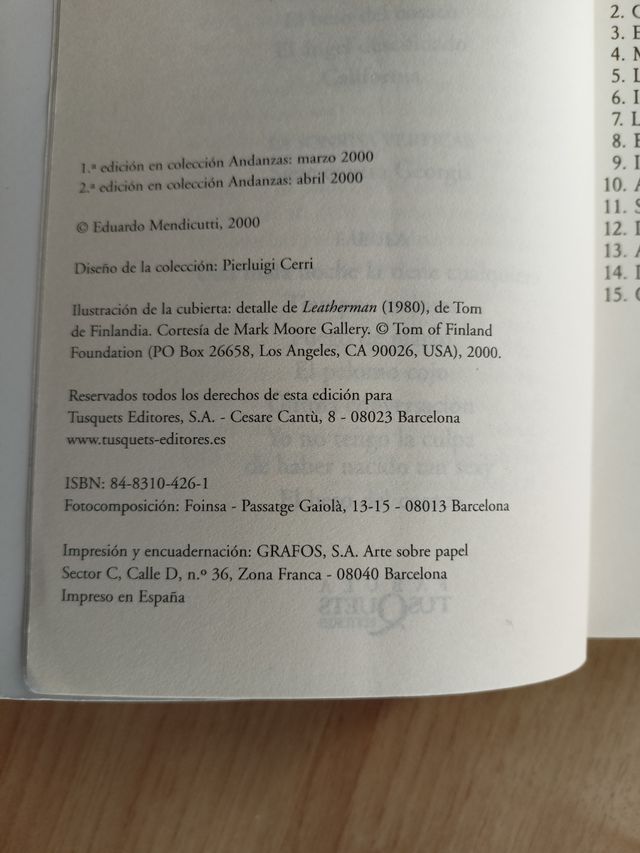 1.ª edición en colección Andanzas: marzo 2000
2.ª edición en colección Andanzas: abril 2000
© Eduardo Mendicutti, 2000
Diseño de la colección: Pierluigi Cerri
Ilustración de la cubierta: detalle de Leatherman (1980), de Tom
de Finlandia. Cortesía de Mark Moore Gallery. © Tom of Finland
Foundation (PO Box 26658, Los Angeles, CA 90026, USA), 2000.
Reservados todos los derechos de esta edición para
Tusquets Editores, S.A. - Cesare Cantù, 8 - 08023 Barcelona
www.tusquets-editores.es
ISBN: 84-8310-426-1
Fotocomposición: Foinsa - Passatge Gaiolà, 13-15 - 08013 Barcelona
Impresión y encuadernación: GRAFOS, S.A. Arte sobre papel
Sector C, Calle D, n.º 36, Zona Franca - 08040 Barcelona
Impreso en España
2.
3.
4.
5.
6.
7.
8.
9.
10.
11.
12.
13.
14.
15.